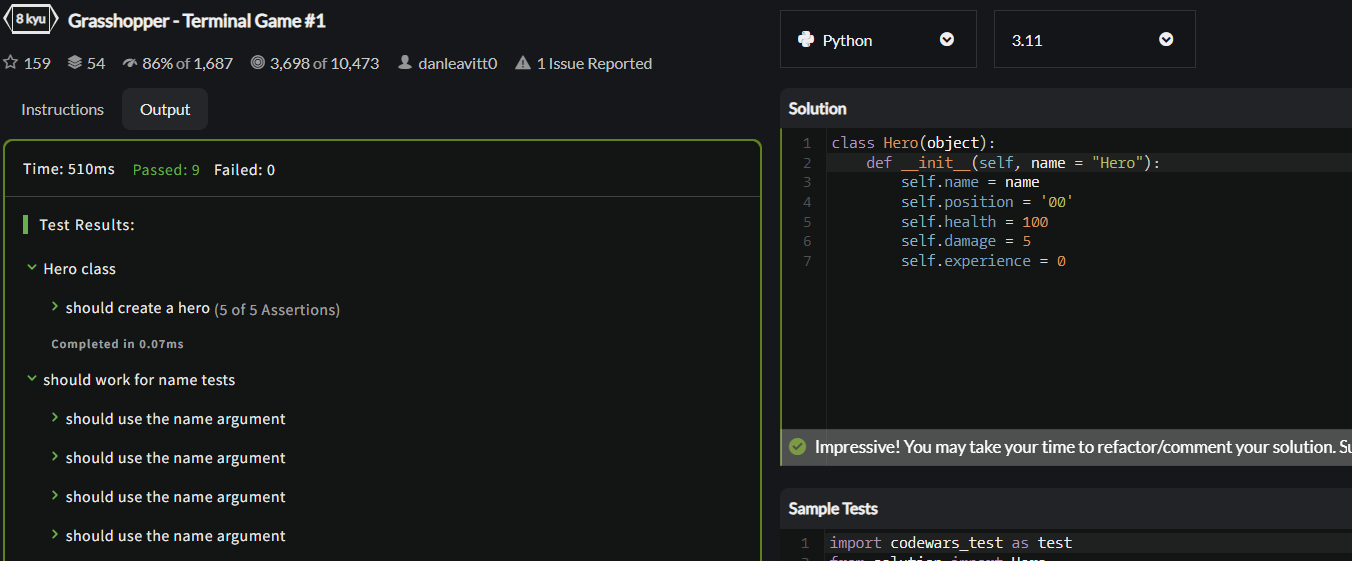 8 kyu Grasshopper - Terminal Game #1
159 54 86% of 1,687 3,698 of 10,473 danleavitt0 1 Issue Reported
Instructions Output
Time: 510ms Passed: 9 Failed: 0
Test Results:
Hero class
should create a hero (5 of 5 Assertions)
Completed in 0.07ms
should work for name tests
should use the name argument
should use the name argument
should use the name argument
should use the name argument
Python 3.11
Solution
1 class Hero(object):
2 def __init__(self, name = "Hero"):
3 self.name = name
4 self.position = '00'
5 self.health = 100
6 self.damage = 5
7 self.experience = 0
Impressive! You may take your time to refactor/comment your solution.
Sample Tests
1 import codewars_test as test